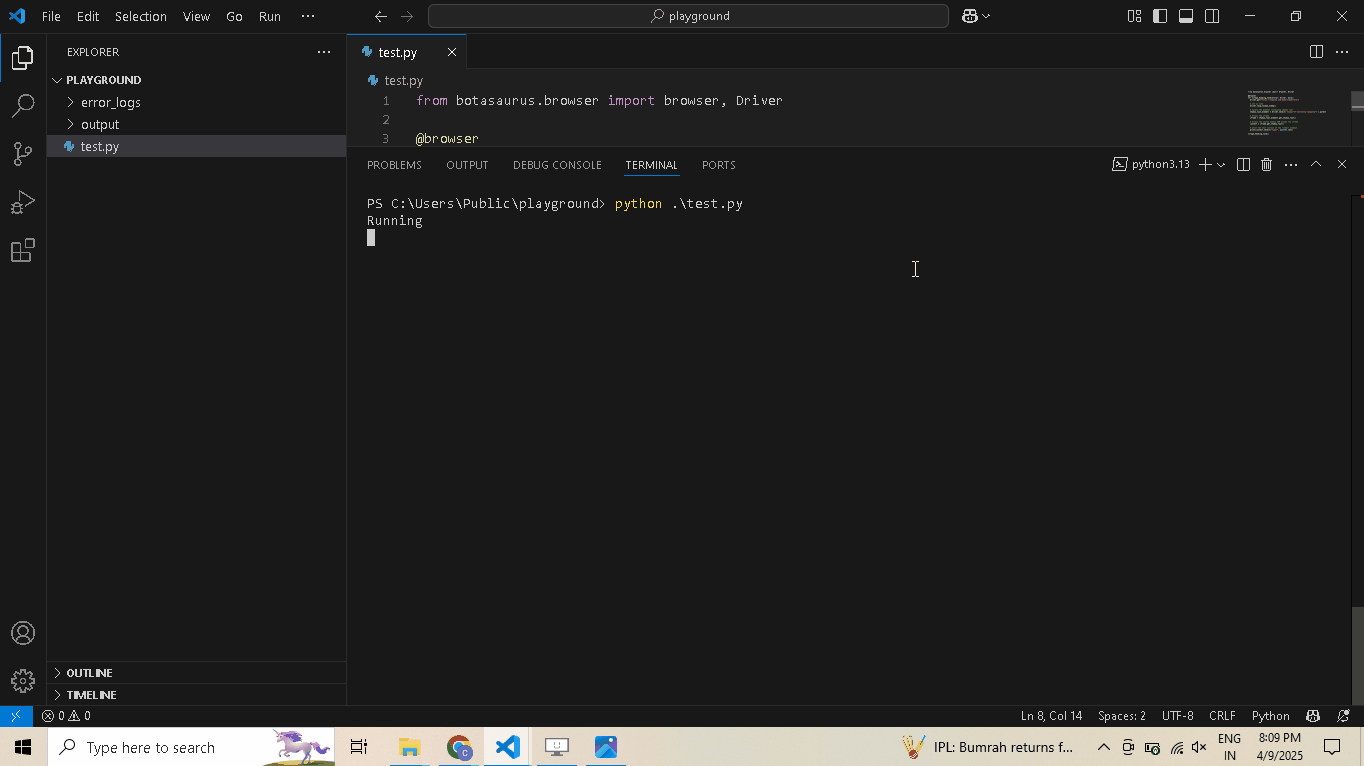 File Edit Selection View Go Run ···
playground
EXPLORER
test.py
PLAYGROUND
error_logs
output
test.py
test.py
1 from botasaurus.browser import browser, Driver
2
3 @browser
PROBLEMS OUTPUT DEBUG CONSOLE TERMINAL PORTS
python3.13
PS C:\Users\Public\playground> python .\test.py
Running
OUTLINE
TIMELINE
0 0
Ln 8, Col 14 Spaces: 2 UTF-8 CRLF Python
Type here to search
IPL: Bumrah returns f...
ENG
IN
8:09 PM
4/9/2025